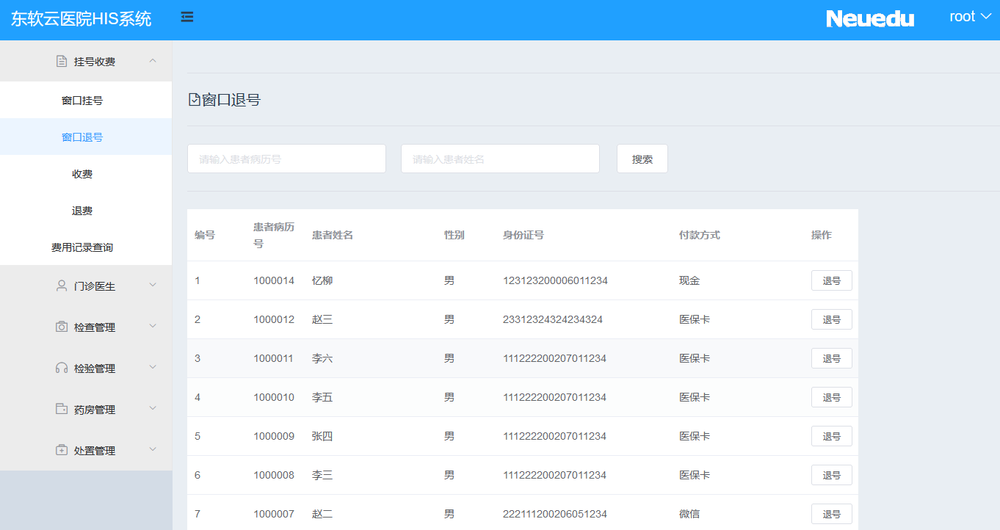 东软云医院HIS系统
Neuedu
root
挂号收费
窗口挂号
窗口退号
收费
退费
费用记录查询
门诊医生
检查管理
检验管理
药房管理
处置管理
窗口退号
请输入患者病历号 请输入患者姓名 搜索
编号 患者病历号 患者姓名 性别 身份证号 付款方式 操作
1 1000014 忆柳 男 123123200006011234 现金 退号
2 1000012 赵三 男 23312324324234324 医保卡 退号
3 1000011 李六 男 111222200207011234 医保卡 退号
4 1000010 李五 男 111222200207011234 医保卡 退号
5 1000009 张四 男 111222200207011234 医保卡 退号
6 1000008 李三 男 111222200207011234 医保卡 退号
7 1000007 赵二 男 222111200206051234 微信 退号